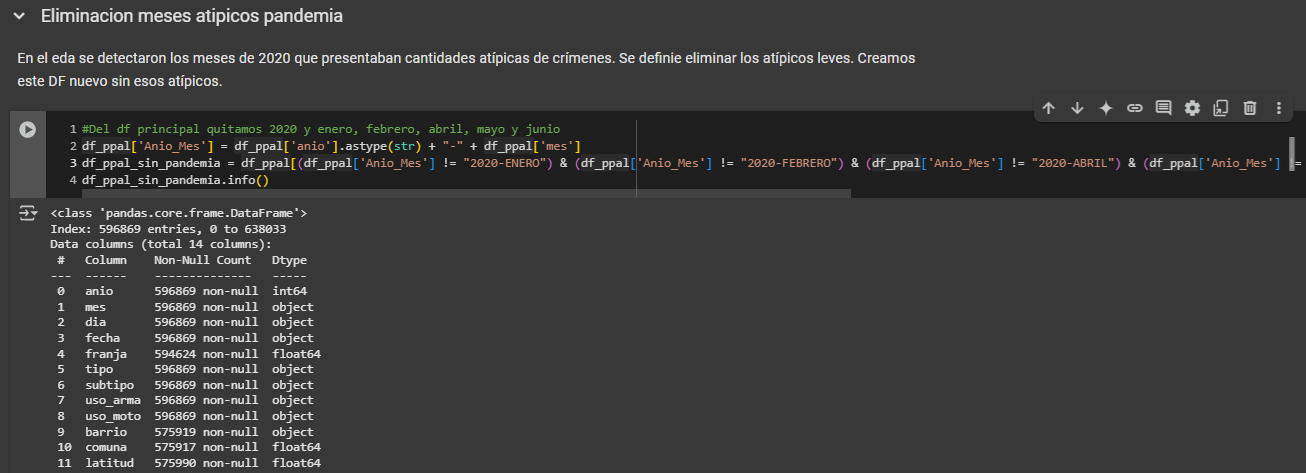 Eliminacion meses atipicos pandemia
En el eda se detectaron los meses de 2020 que presentaban cantidades atípicas de crímenes. Se definie eliminar los atípicos leves. Creamos
este DF nuevo sin esos atípicos.
1 #Del df principal quitamos 2020 y enero, febrero, abril, mayo y junio
2 df_ppal['Anio_Mes'] = df_ppal['anio'].astype(str) + "-" + df_ppal['mes']
3 df_ppal_sin_pandemia = df_ppal[(df_ppal['Anio_Mes'] != "2020-ENERO") & (df_ppal['Anio_Mes'] != "2020-FEBRERO") & (df_ppal['Anio_Mes'] != "2020-ABRIL") & (df_ppal['Anio_Mes'] !=
4 df_ppal_sin_pandemia.info()
<class 'pandas.core.frame.DataFrame'>
Index: 596869 entries, 0 to 638033
Data columns (total 14 columns):
# Column Non-Null Count Dtype
--- ------ -------------- -----
0 anio 596869 non-null int64
1 mes 596869 non-null object
2 dia 596869 non-null object
3 fecha 596869 non-null object
4 franja 594624 non-null float64
5 tipo 596869 non-null object
6 subtipo 596869 non-null object
7 uso_arma 596869 non-null object
8 uso_moto 596869 non-null object
9 barrio 575919 non-null object
10 comuna 575917 non-null float64
11 latitud 575990 non-null float64